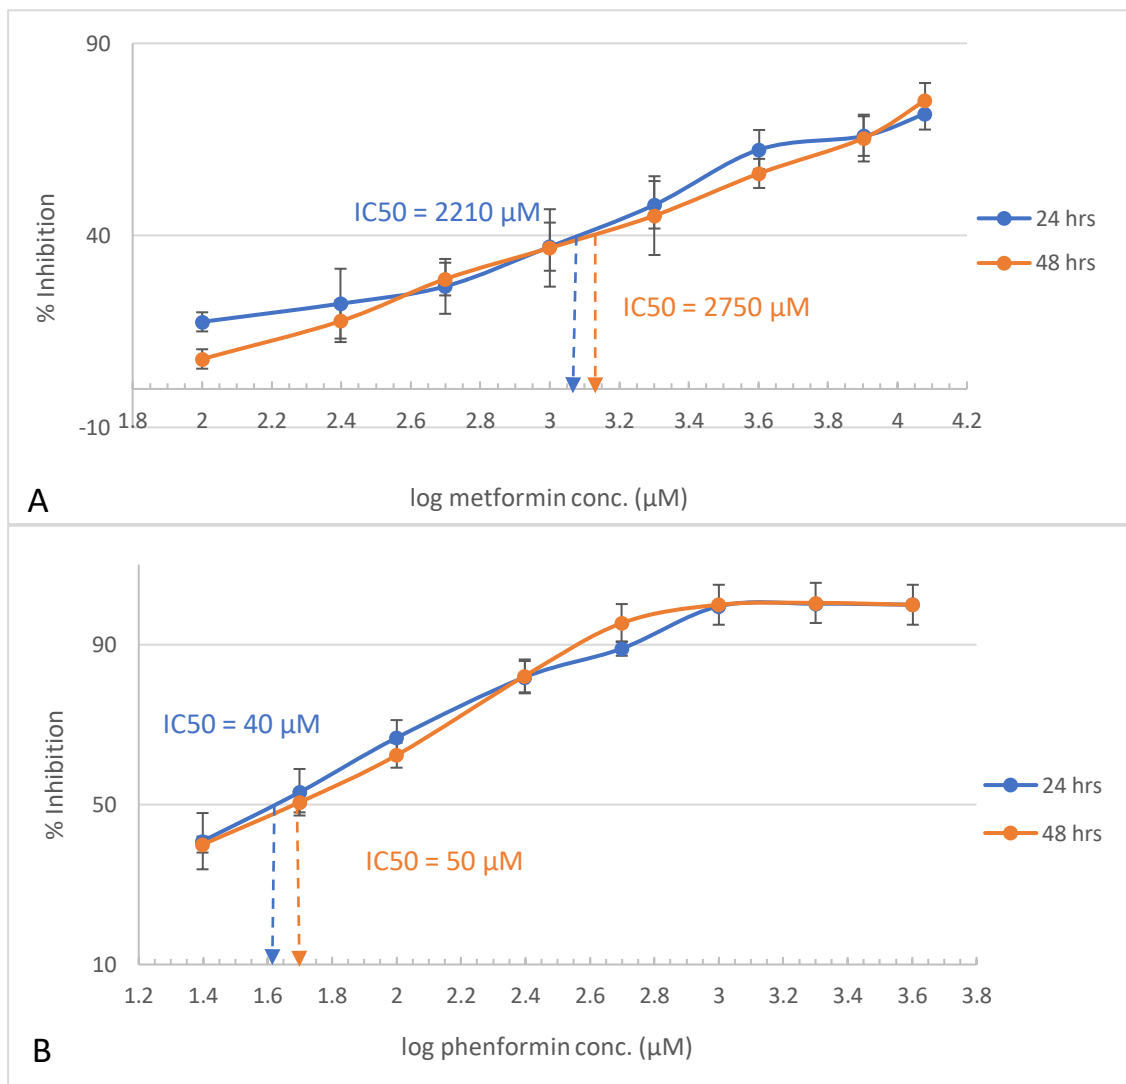 90
40
-10
% Inhibition
IC50 = 2210 µM
IC50 = 2750 µM
24 hrs
48 hrs
1.8 2 2.2 2.4 2.6 2.8 3 3.2 3.4 3.6 3.8 4 4.2
log metformin conc. (µM)
A
90
50
10
% Inhibition
IC50 = 40 µM
IC50 = 50 µM
24 hrs
48 hrs
1.2 1.4 1.6 1.8 2 2.2 2.4 2.6 2.8 3 3.2 3.4 3.6 3.8
log phenformin conc. (µM)
B